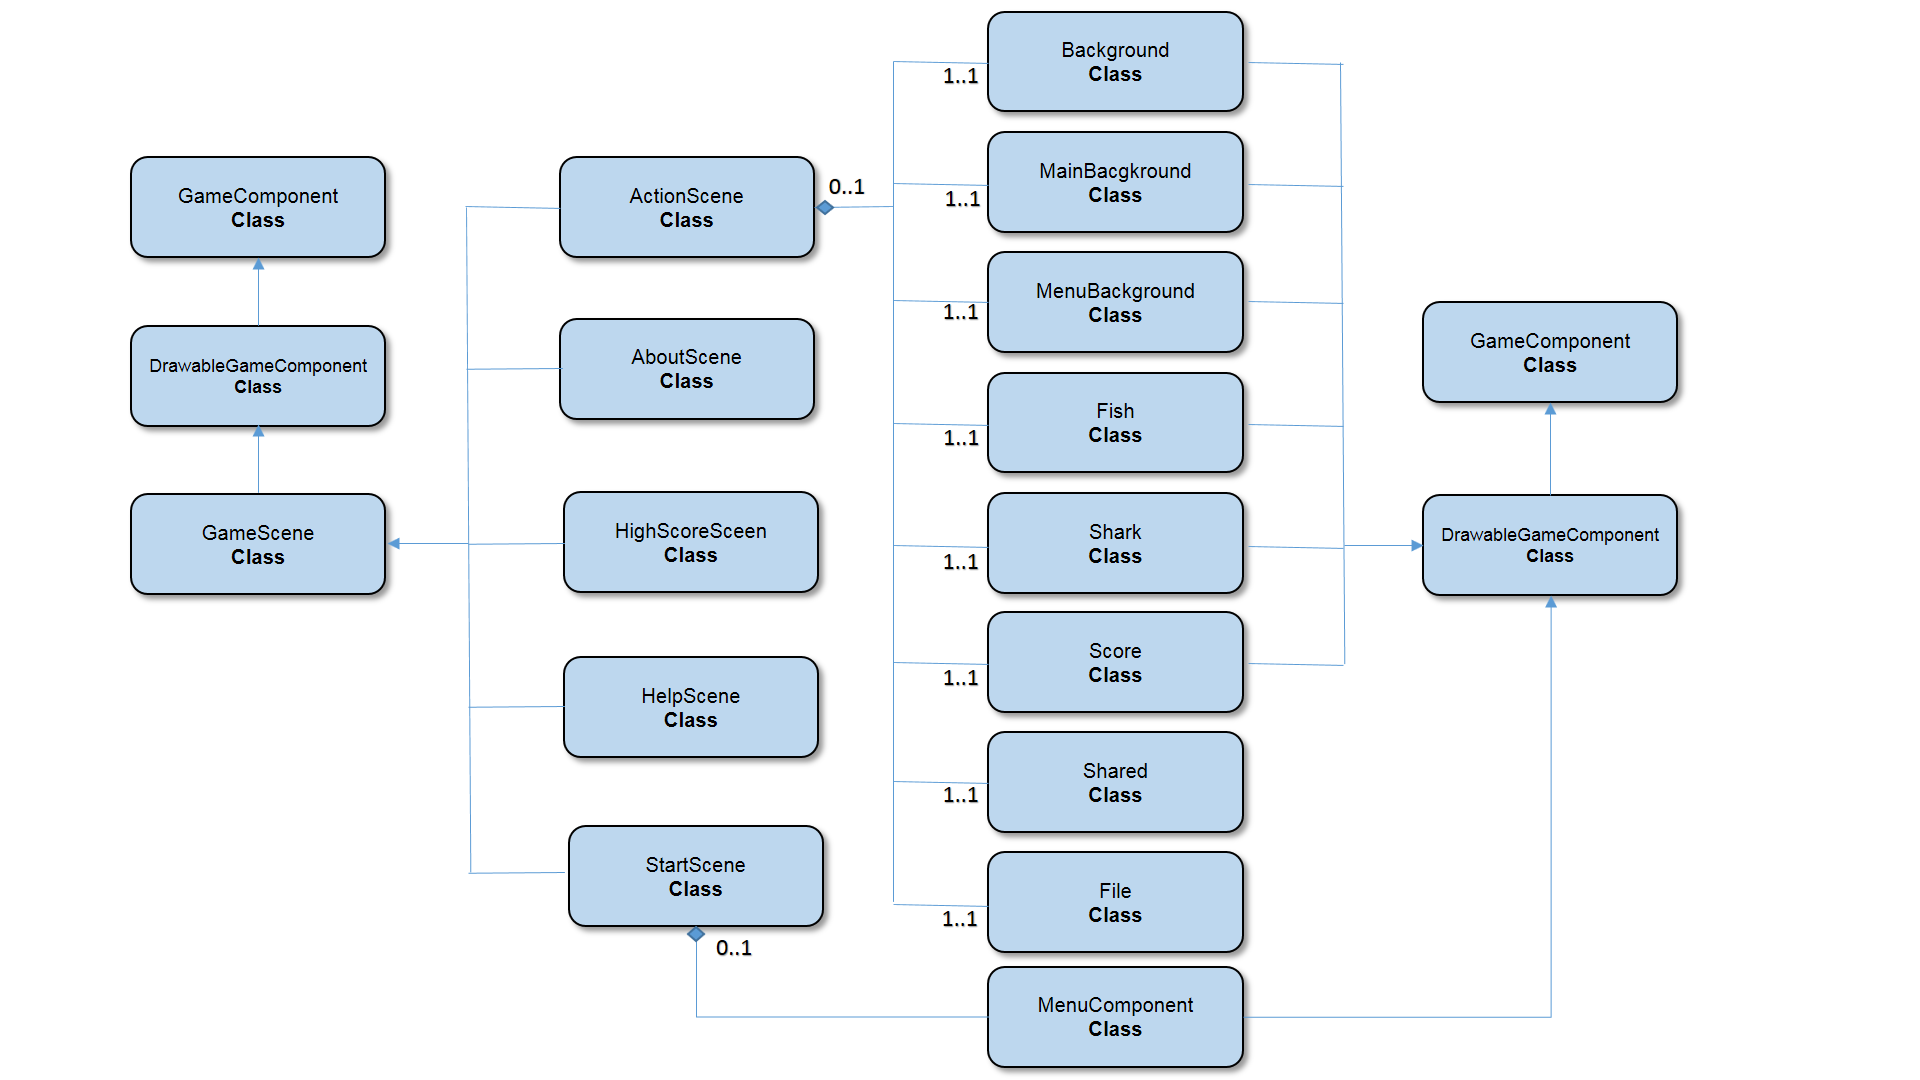 GameComponent
Class
DrawableGameComponent
Class
GameScene
Class
ActionScene
Class
0..1
AboutScene
Class
HighScoreSceen
Class
HelpScene
Class
StartScene
Class
0..1
Background
Class
1..1
MainBacgkround
Class
1..1
MenuBackground
Class
1..1
Fish
Class
1..1
Shark
Class
1..1
Score
Class
1..1
Shared
Class
1..1
File
Class
1..1
MenuComponent
Class
GameComponent
Class
DrawableGameComponent
Class